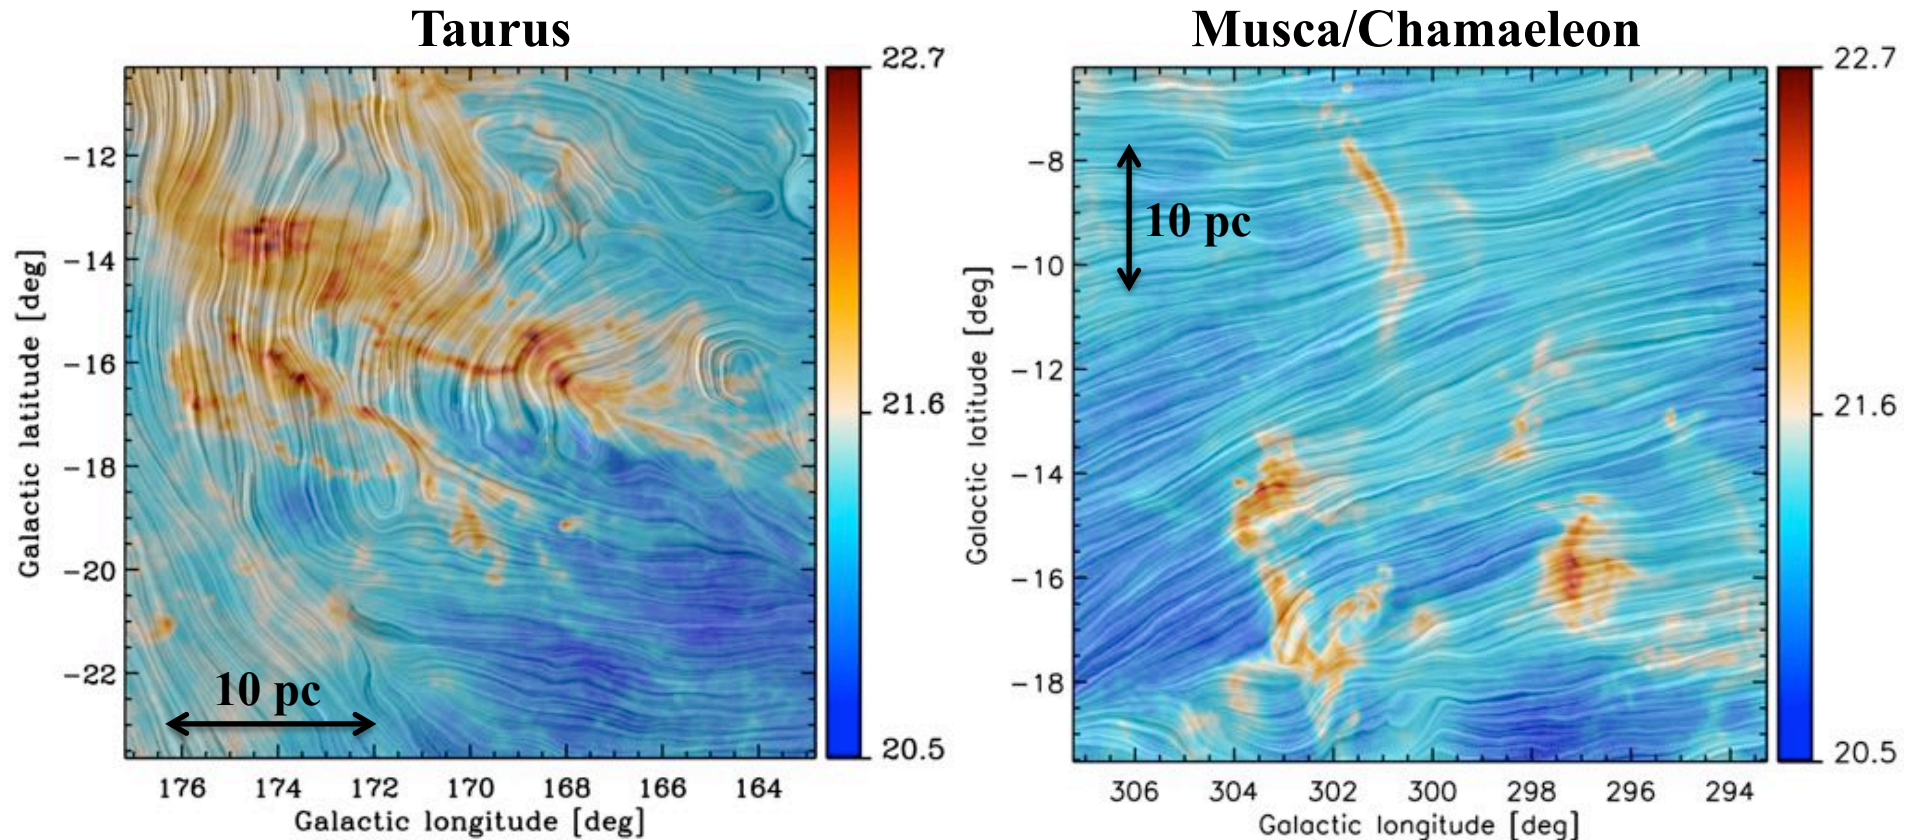 Taurus
22.7
21.6
20.5
−12
−14
−16
−18
−20
−22
Galactic latitude [deg]
10 pc
176 174 172 170 168 166 164
Galactic longitude [deg]
Musca/Chamaeleon
22.7
21.6
20.5
−8
−10
−12
−14
−16
−18
Galactic latitude [deg]
10 pc
306 304 302 300 298 296 294
Galactic longitude [deg]